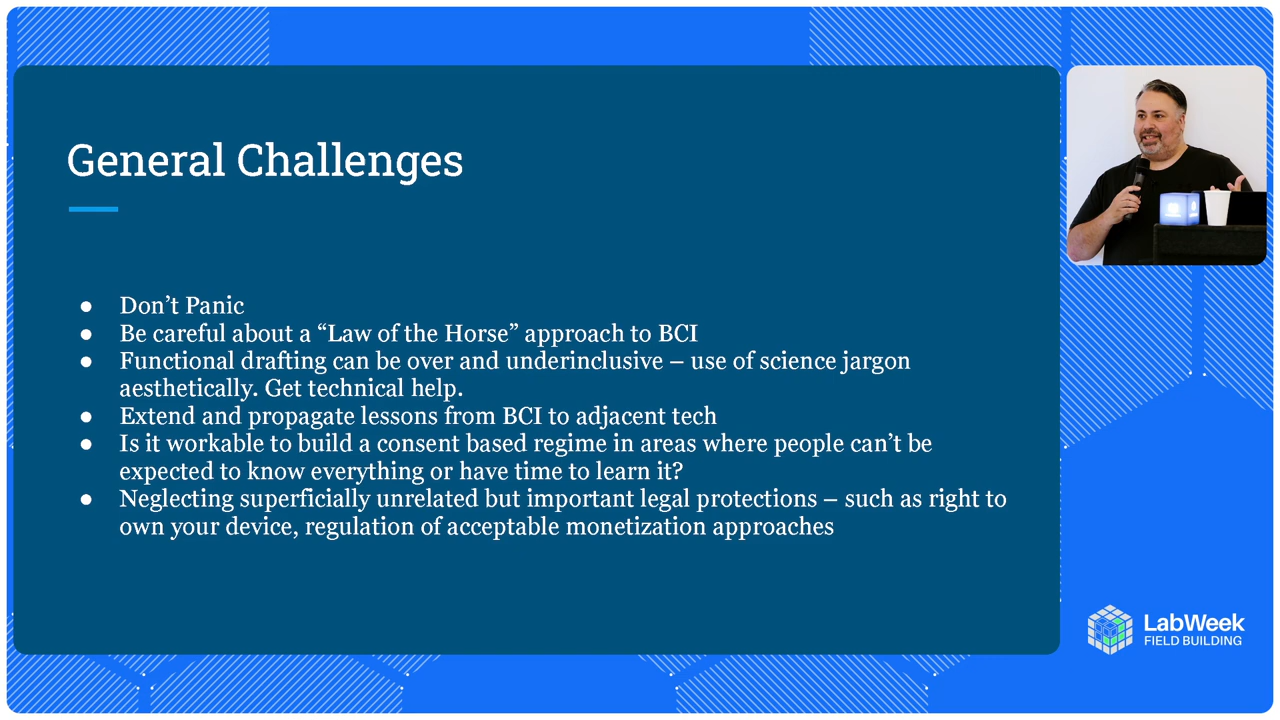 General Challenges
● Don’t Panic
● Be careful about a “Law of the Horse” approach to BCI
● Functional drafting can be over and underinclusive – use of science jargon
aesthetically. Get technical help.
● Extend and propagate lessons from BCI to adjacent tech
● Is it workable to build a consent based regime in areas where people can’t be
expected to know everything or have time to learn it?
● Neglecting superficially unrelated but important legal protections – such as right to
own your device, regulation of acceptable monetization approaches
LabWeek
FIELD BUILDING